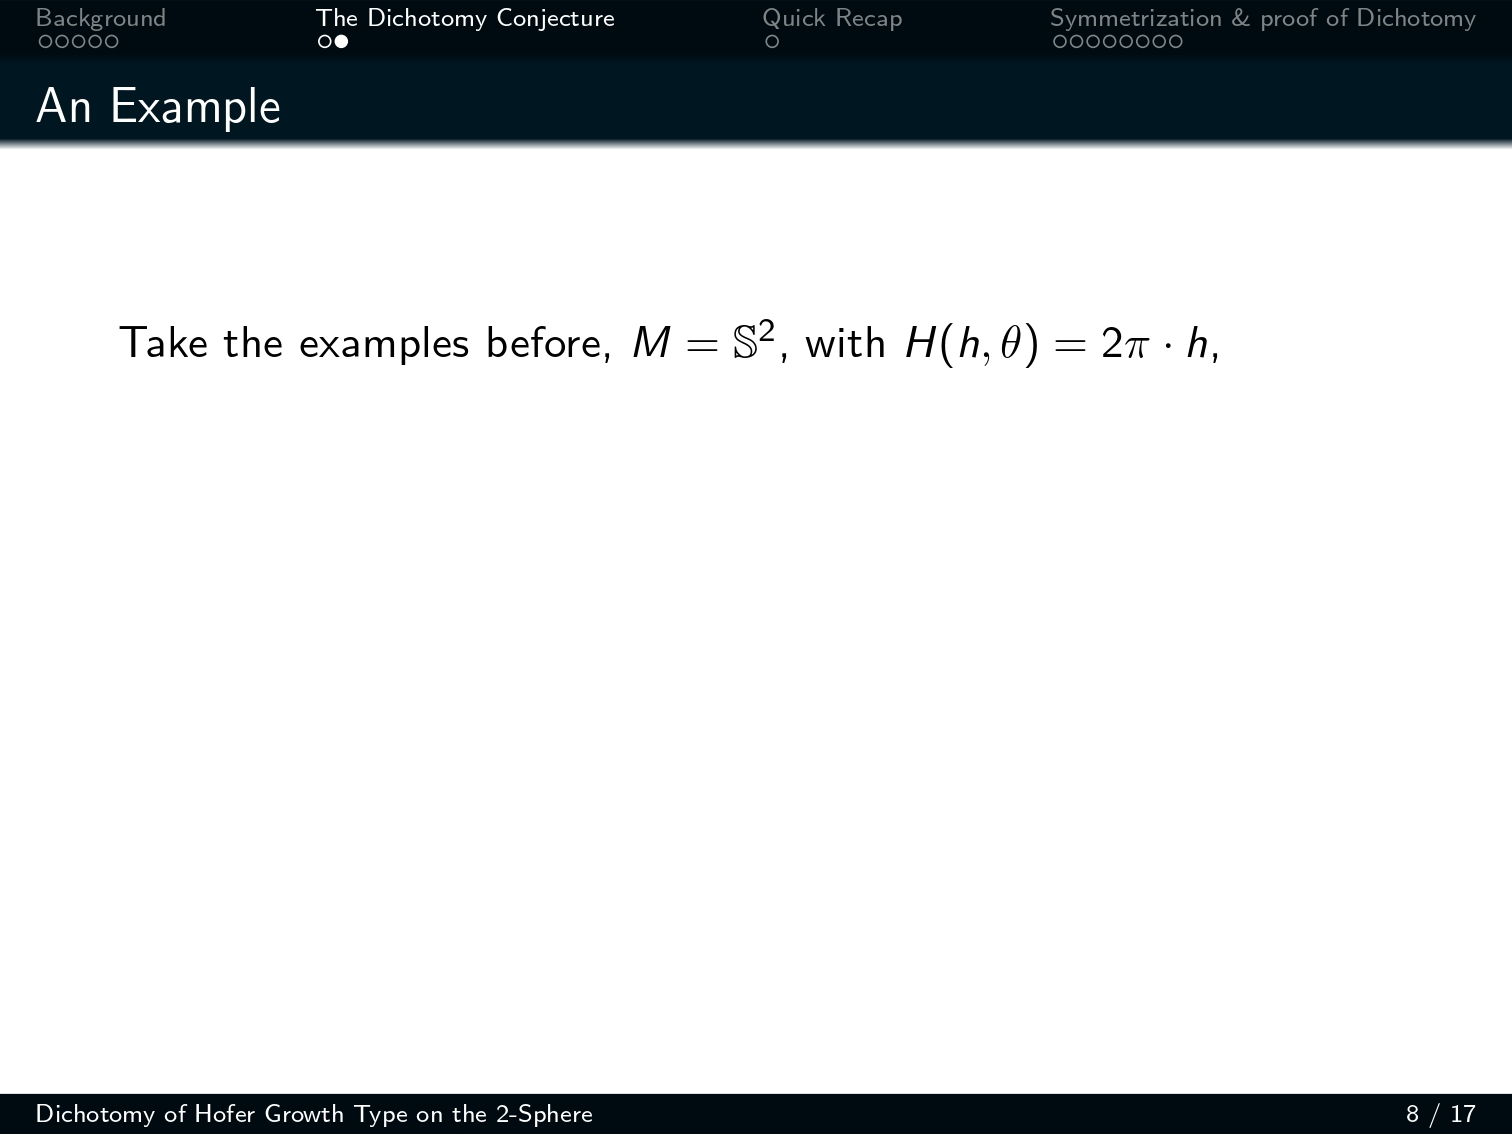 Background The Dichotomy Conjecture Quick Recap Symmetrization & proof of Dichotomy
An Example
Take the examples before, M = 𝕊², with H(h, θ) = 2π · h,
Dichotomy of Hofer Growth Type on the 2-Sphere 8 / 17